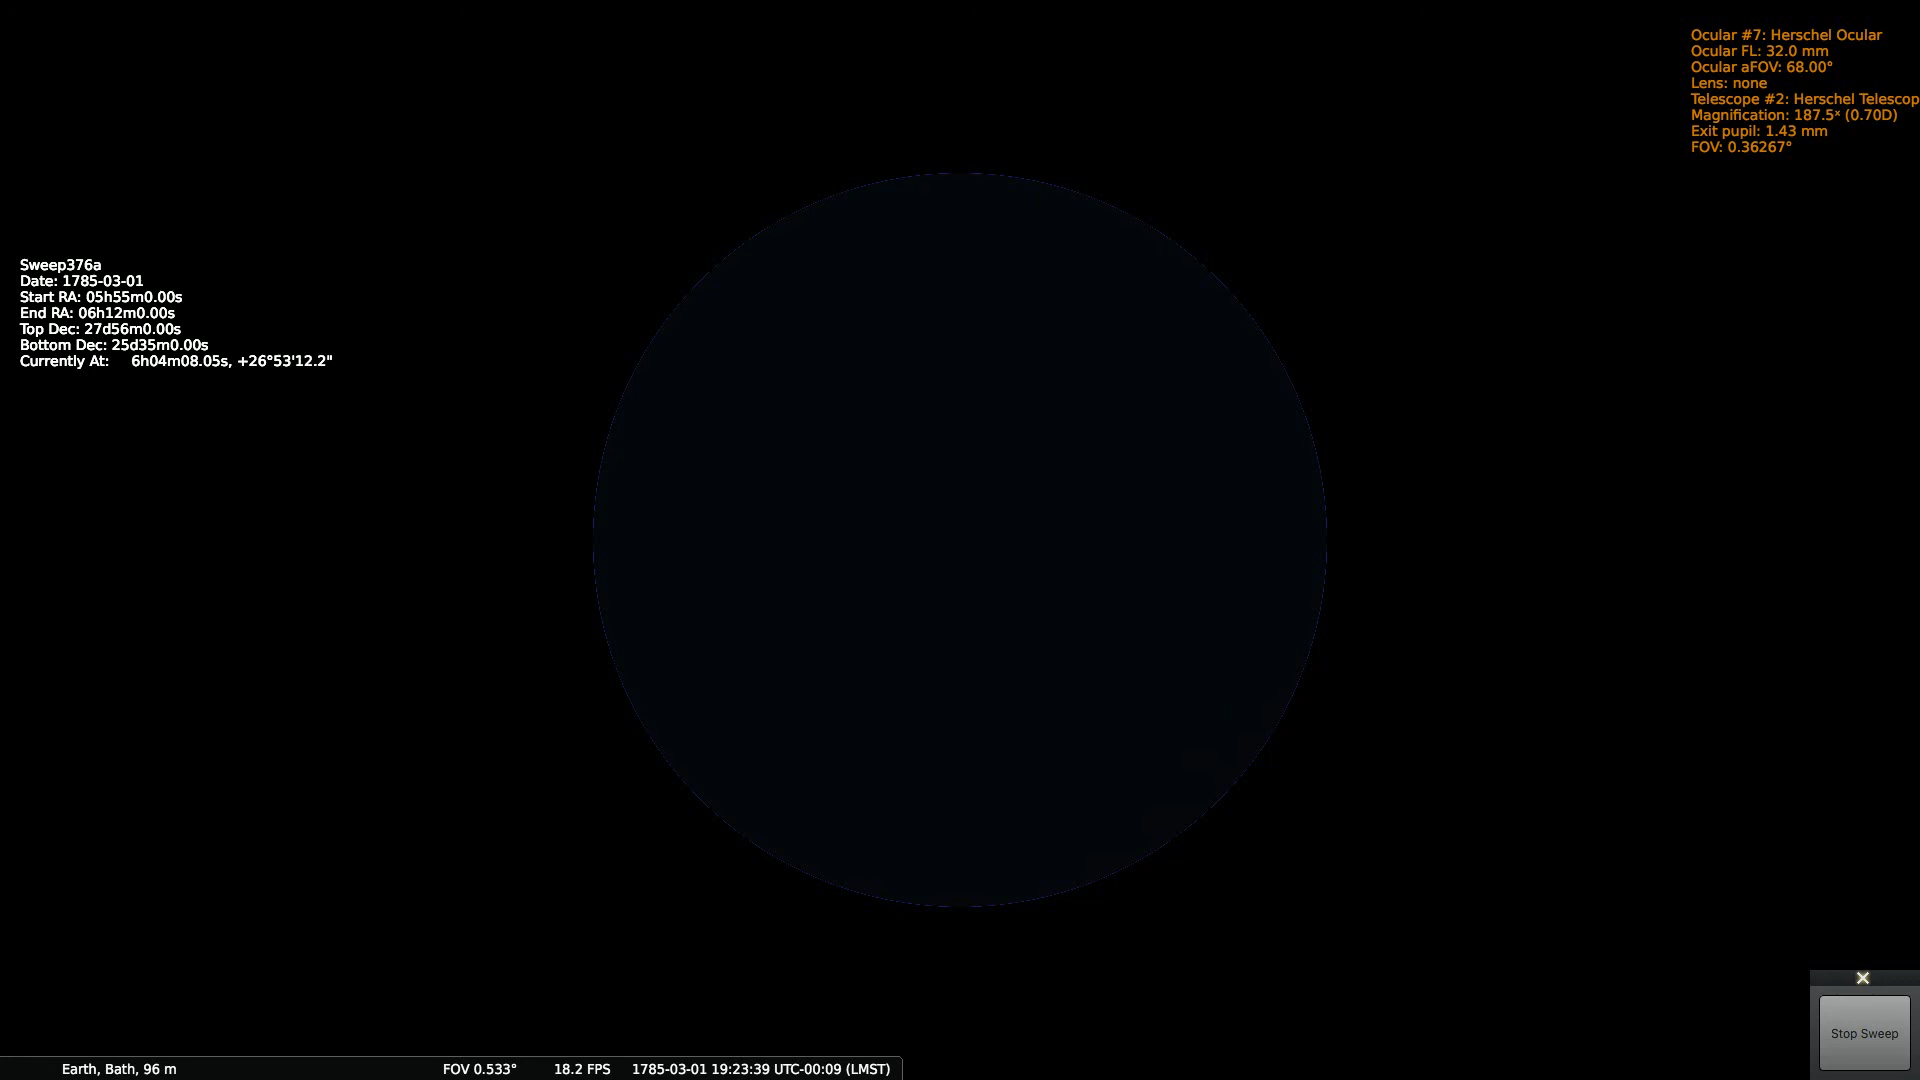 Ocular #7: Herschel Ocular
Ocular FL: 32.0 mm
Ocular aFOV: 68.00°
Lens: none
Telescope #2: Herschel Telescop
Magnification: 187.5ˣ (0.70D)
Exit pupil: 1.43 mm
FOV: 0.36267°
Sweep376a
Date: 1785-03-01
Start RA: 05h55m0.00s
End RA: 06h12m0.00s
Top Dec: 27d56m0.00s
Bottom Dec: 25d35m0.00s
Currently At: 6h04m08.05s, +26°53'12.2"
Stop Sweep
Earth, Bath, 96 m FOV 0.533° 18.2 FPS 1785-03-01 19:23:39 UTC-00:09 (LMST)